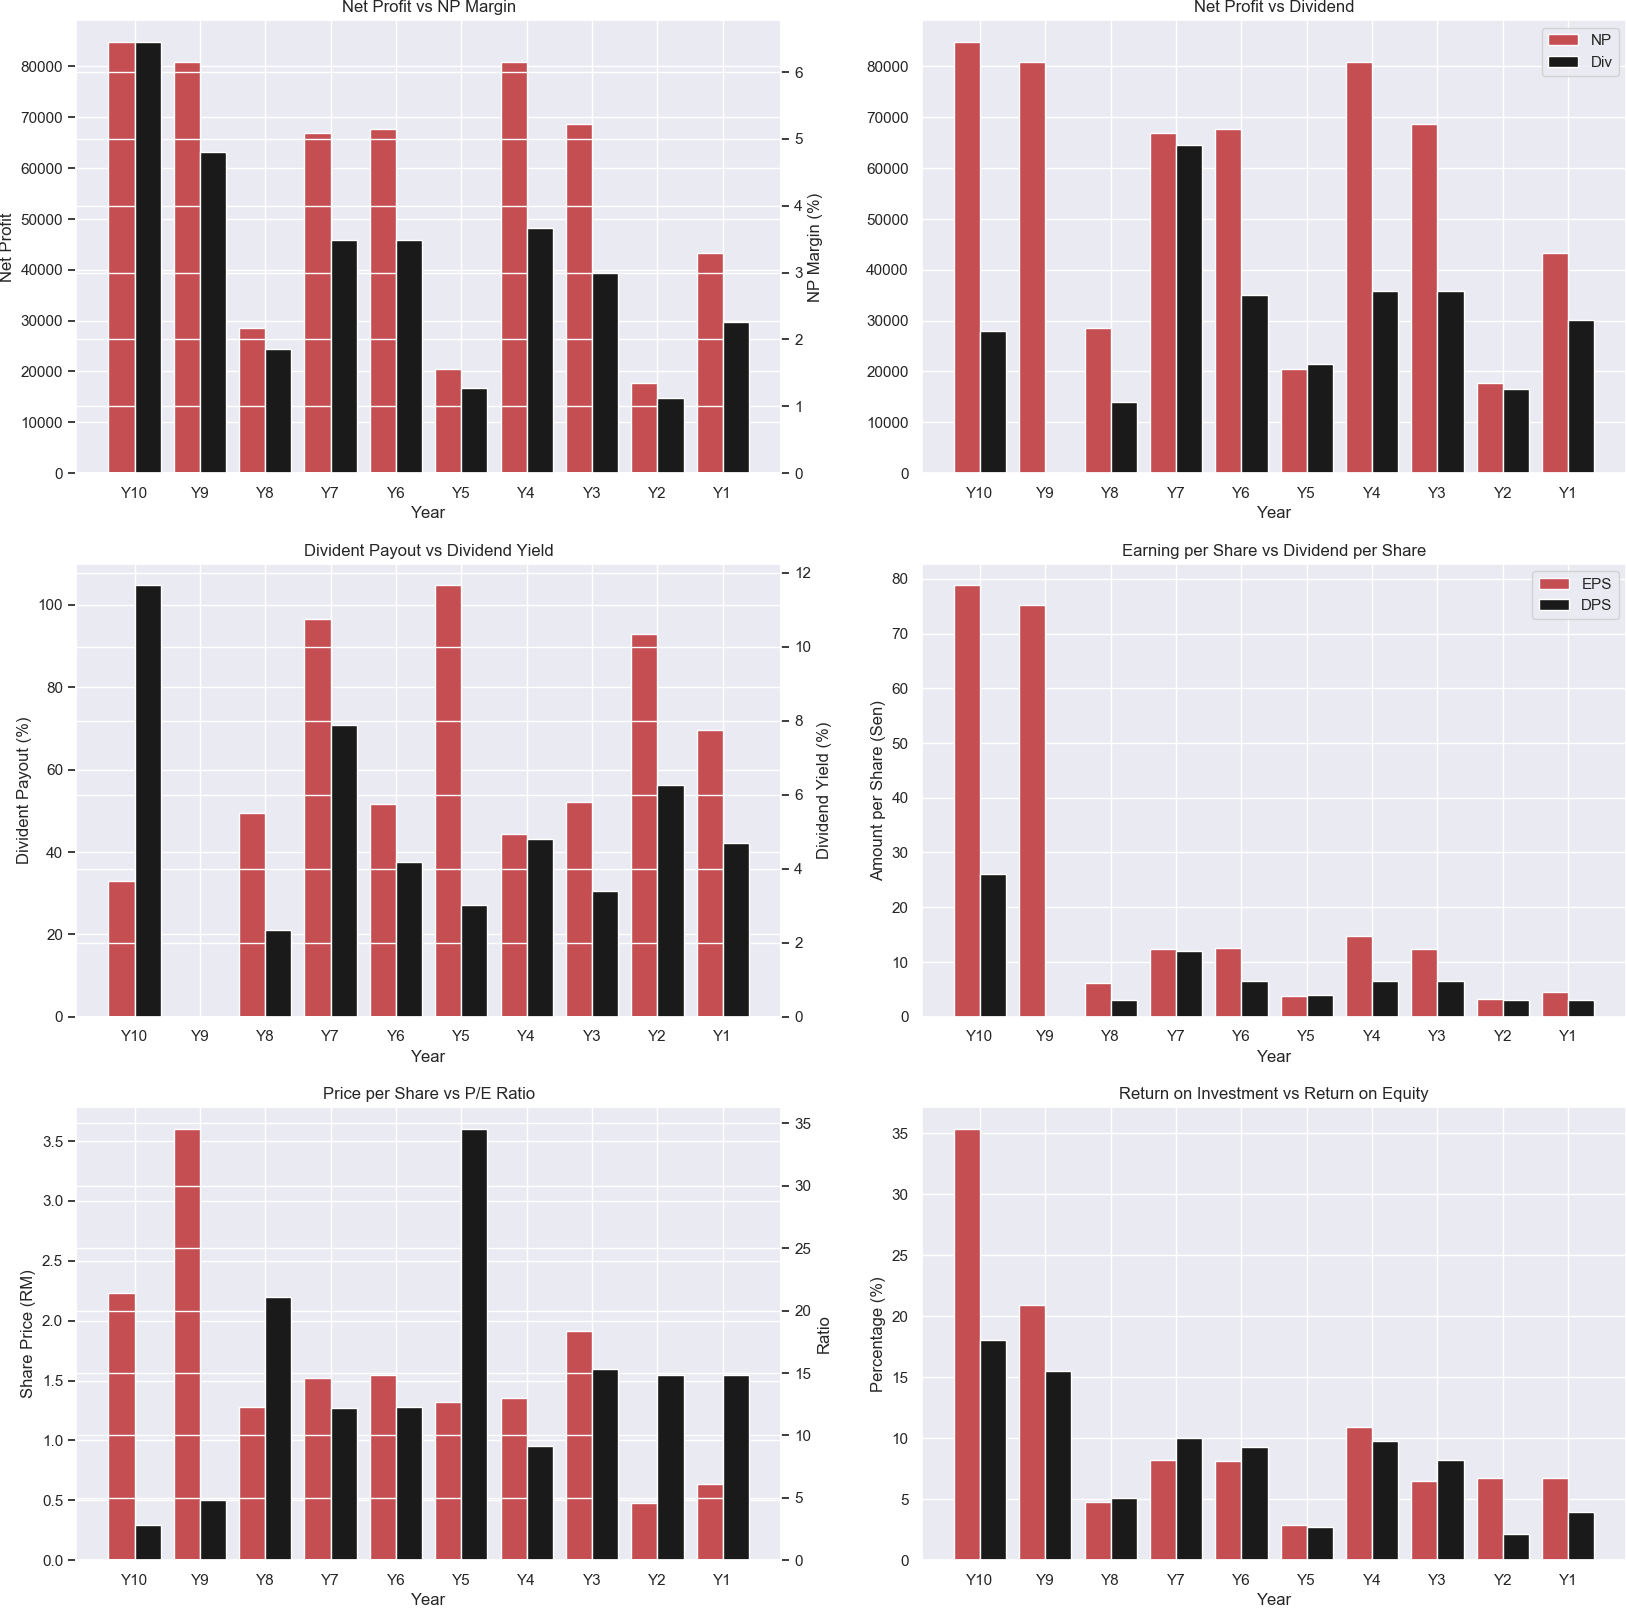 Net Profit vs NP Margin
80000
70000
60000
50000
40000
30000
20000
10000
0
Net Profit
6
5
4
3
2
1
0
NP Margin (%)
Y10 Y9 Y8 Y7 Y6 Y5 Y4 Y3 Y2 Y1
Year
Net Profit vs Dividend
NP
Div
80000
70000
60000
50000
40000
30000
20000
10000
0
Y10 Y9 Y8 Y7 Y6 Y5 Y4 Y3 Y2 Y1
Year
Divident Payout vs Dividend Yield
100
80
60
40
20
0
Divident Payout (%)
12
10
8
6
4
2
0
Dividend Yield (%)
Y10 Y9 Y8 Y7 Y6 Y5 Y4 Y3 Y2 Y1
Year
Earning per Share vs Dividend per Share
EPS
DPS
80
70
60
50
40
30
20
10
0
Amount per Share (Sen)
Y10 Y9 Y8 Y7 Y6 Y5 Y4 Y3 Y2 Y1
Year
Price per Share vs P/E Ratio
3.5
3.0
2.5
2.0
1.5
1.0
0.5
0.0
Share Price (RM)
35
30
25
20
15
10
5
0
Ratio
Y10 Y9 Y8 Y7 Y6 Y5 Y4 Y3 Y2 Y1
Year
Return on Investment vs Return on Equity
35
30
25
20
15
10
5
0
Percentage (%)
Y10 Y9 Y8 Y7 Y6 Y5 Y4 Y3 Y2 Y1
Year